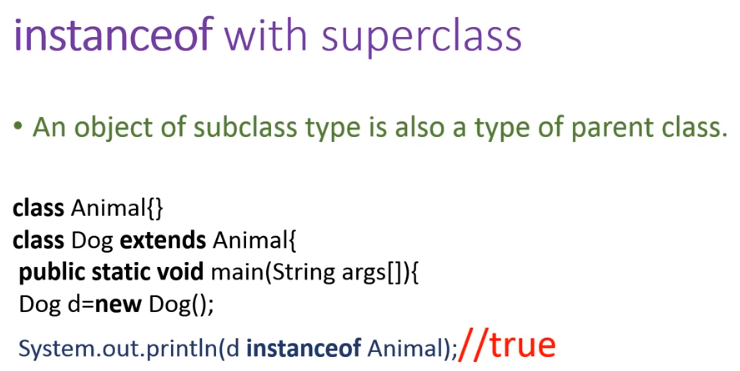 instanceof with superclass
• An object of subclass type is also a type of parent class.
class Animal{}
class Dog extends Animal{
public static void main(String args[]){
Dog d=new Dog();
System.out.println(d instanceof Animal);//true